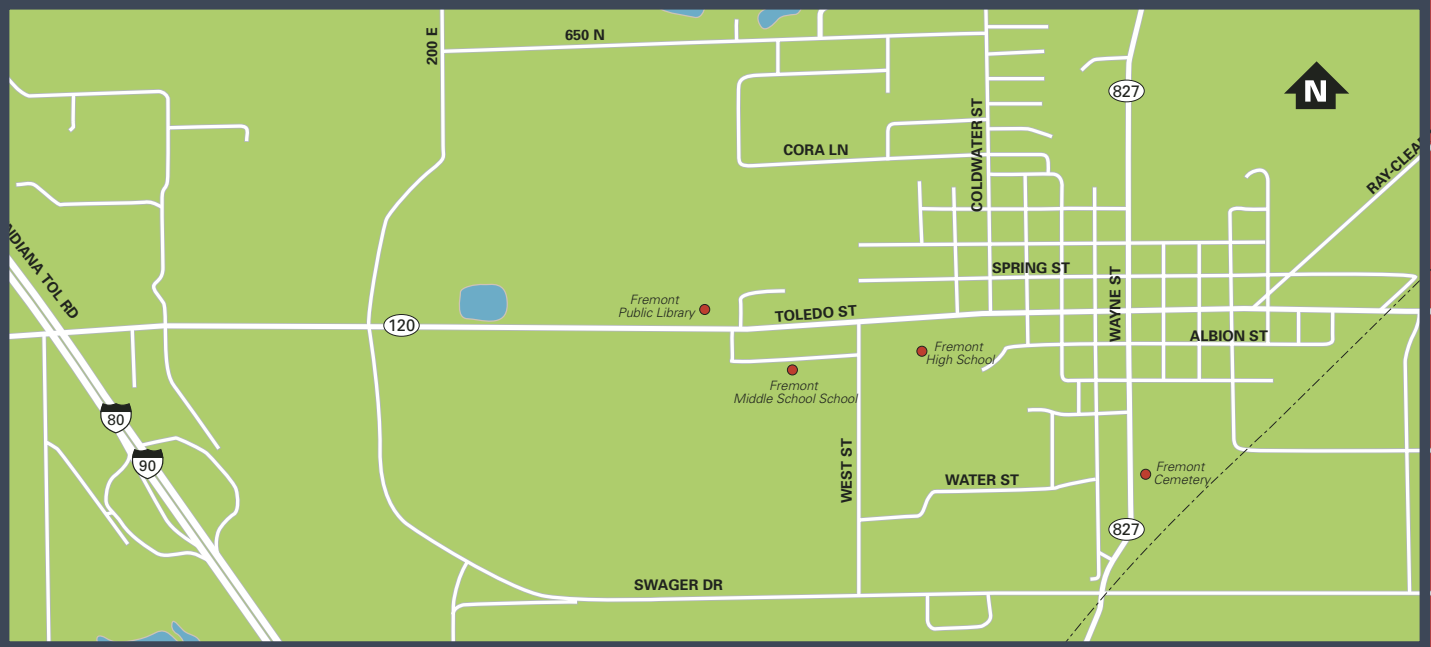 650 N
200 E
827
N
COLDWATER ST
CORA LN
RAY-CLEA
NDIANA TOL RD
SPRING ST
WAYNE ST
Fremont
Public Library
TOLEDO ST
120
ALBION ST
Fremont
High School
Fremont
Middle School School
80
90
WEST ST
WATER ST
Fremont
Cemetery
827
SWAGER DR